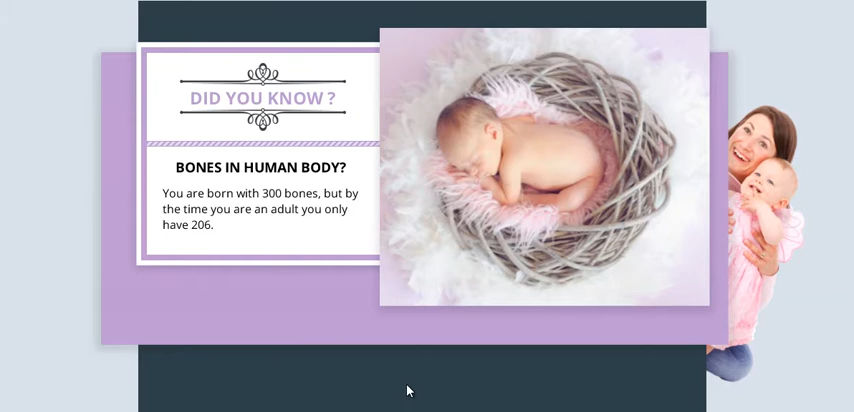 DID YOU KNOW ?
BONES IN HUMAN BODY?
You are born with 300 bones, but by
the time you are an adult you only
have 206.